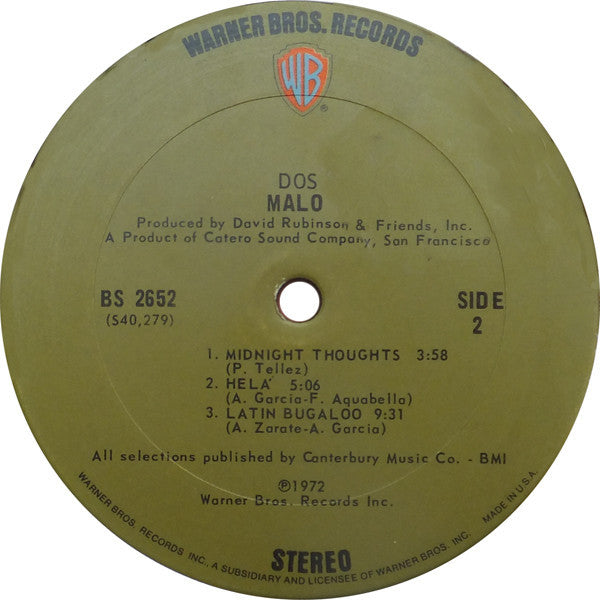 WARNER BROS. RECORDS
WB
®
DOS
MALO
Produced by David Rubinson & Friends, Inc.
A Product of Catero Sound Company, San Francisco
BS 2652
(S40,279)
SIDE
2
1. MIDNIGHT THOUGHTS 3:58
(P. Tellez)
2. HELA' 5:06
(A. Garcia-F. Aquabella)
3. LATIN BUGALOO 9:31
(A. Zarate-A. Garcia)
All selections published by Canterbury Music Co. - BMI
℗1972
Warner Bros. Records Inc.
STEREO
WARNER BROS. RECORDS INC., A SUBSIDIARY AND LICENSEE OF WARNER BROS. INC.
MADE IN U.S.A.